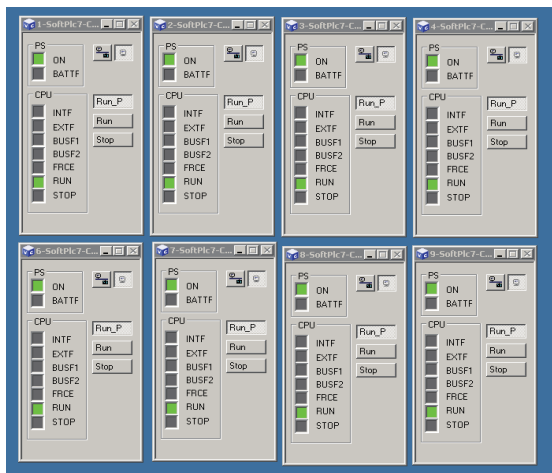 1-SoftPlc7-C...
PS
ON
BATTF
CPU
INTF
EXTF
BUSF1
BUSF2
FRCE
RUN
STOP
Run_P
Run
Stop
2-SoftPlc7-C...
PS
ON
BATTF
CPU
INTF
EXTF
BUSF1
BUSF2
FRCE
RUN
STOP
Run_P
Run
Stop
3-SoftPlc7-C...
PS
ON
BATTF
CPU
INTF
EXTF
BUSF1
BUSF2
FRCE
RUN
STOP
Run_P
Run
Stop
4-SoftPlc7-C...
PS
ON
BATTF
CPU
INTF
EXTF
BUSF1
BUSF2
FRCE
RUN
STOP
Run_P
Run
Stop
6-SoftPlc7-C...
PS
ON
BATTF
CPU
INTF
EXTF
BUSF1
BUSF2
FRCE
RUN
STOP
Run_P
Run
Stop
7-SoftPlc7-C...
PS
ON
BATTF
CPU
INTF
EXTF
BUSF1
BUSF2
FRCE
RUN
STOP
Run_P
Run
Stop
8-SoftPlc7-C...
PS
ON
BATTF
CPU
INTF
EXTF
BUSF1
BUSF2
FRCE
RUN
STOP
Run_P
Run
Stop
9-SoftPlc7-C...
PS
ON
BATTF
CPU
INTF
EXTF
BUSF1
BUSF2
FRCE
RUN
STOP
Run_P
Run
Stop